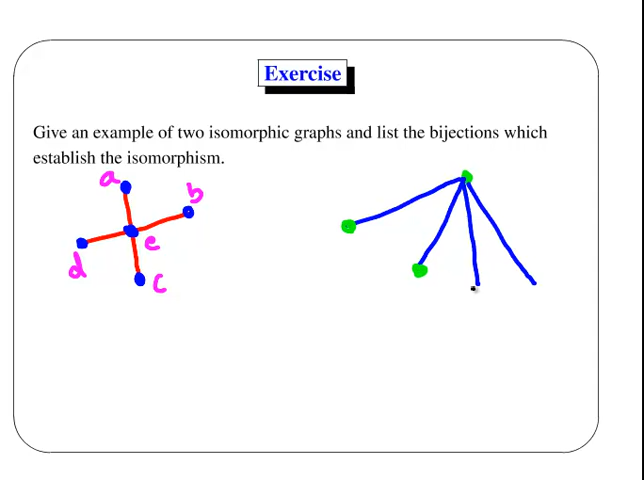 Exercise
Give an example of two isomorphic graphs and list the bijections which
establish the isomorphism.
a
b
e
d
c